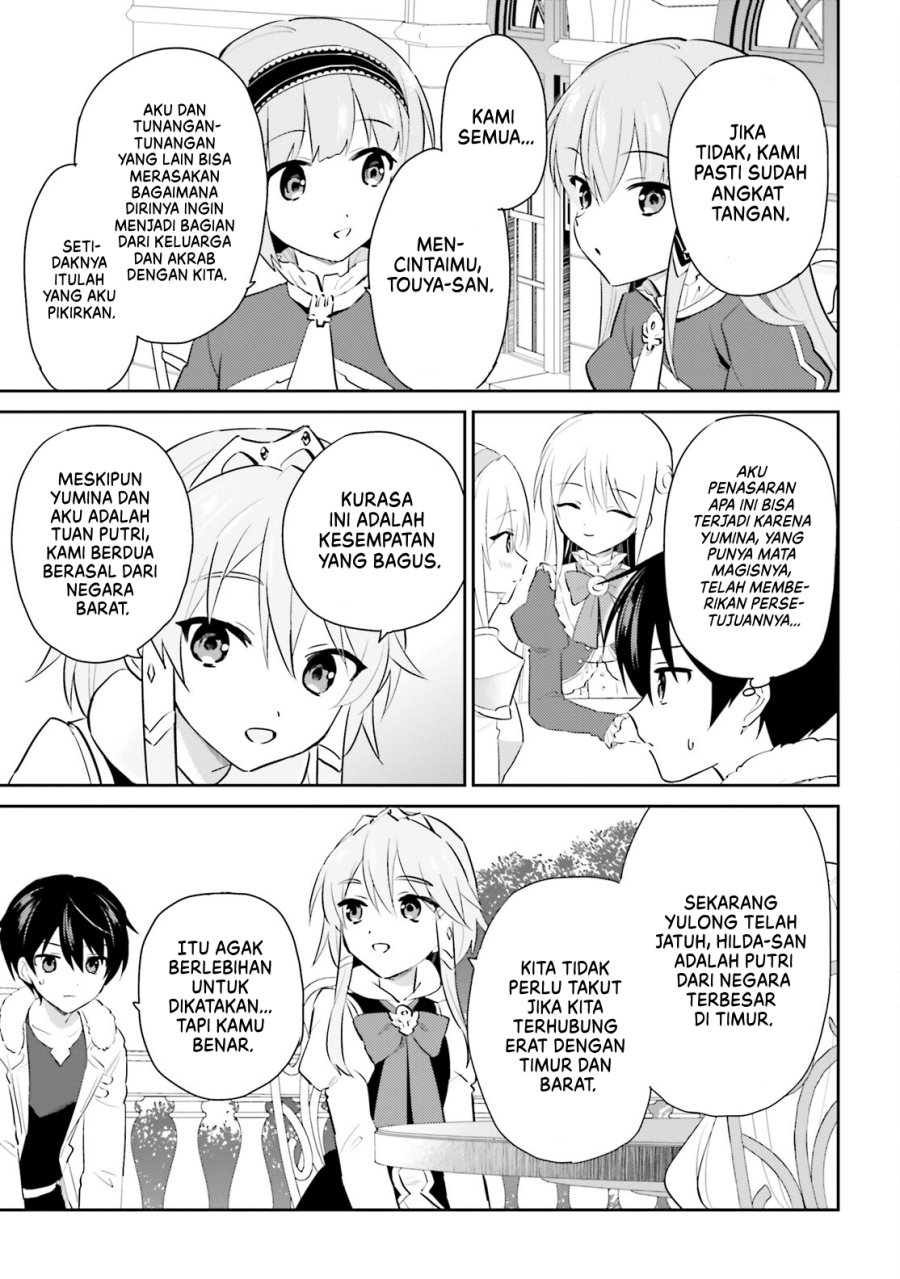 JIKA
TIDAK, KAMI
PASTI SUDAH
ANGKAT
TANGAN.
KAMI
SEMUA...
MEN-
CINTAIMU,
TOUYA-SAN.
AKU DAN
TUNANGAN-
TUNANGAN
YANG LAIN BISA
MERASAKAN
BAGAIMANA
DIRINYA INGIN
MENJADI BAGIAN
DARI KELUARGA
DAN AKRAB
DENGAN KITA.
SETI-
DAKNYA
ITULAH
YANG AKU
PIKIRKAN.
AKU
PENASARAN
APA INI BISA
TERJADI KARENA
YUMINA, YANG
PUNYA MATA
MAGISNYA,
TELAH MEMBE-
RIKAN PERSE-
TUJUANNYA...
KURASA
INI ADALAH
KESEMPATAN
YANG BAGUS.
MESKIPUN
YUMINA DAN
AKU ADALAH
TUAN PUTRI,
KAMI BERDUA
BERASAL DARI
NEGARA
BARAT.
SEKARANG
YULONG TELAH
JATUH, HILDA-SAN
ADALAH PUTRI
DARI NEGARA
TERBESAR
DI TIMUR.
KITA TIDAK
PERLU TAKUT
JIKA KITA
TERHUBUNG
ERAT DENGAN
TIMUR DAN
BARAT.
ITU AGAK
BERLEBIHAN
UNTUK
DIKATAKAN...
TAPI KAMU
BENAR.